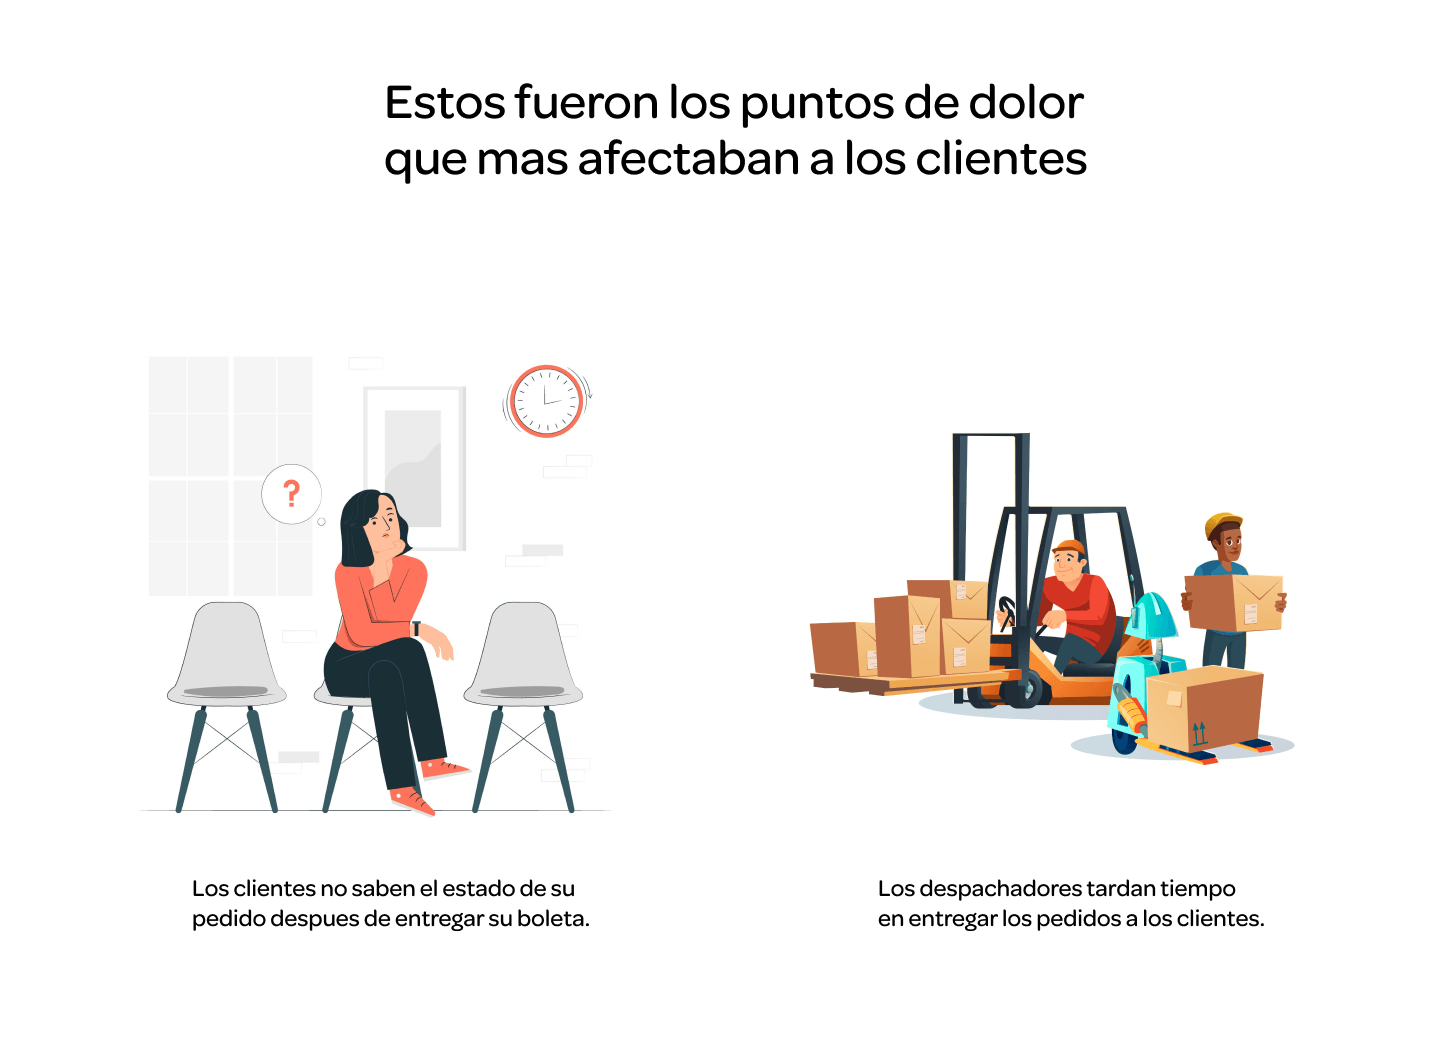 Estos fueron los puntos de dolor
que mas afectaban a los clientes
?
Los clientes no saben el estado de su
pedido despues de entregar su boleta.
Los despachadores tardan tiempo
en entregar los pedidos a los clientes.